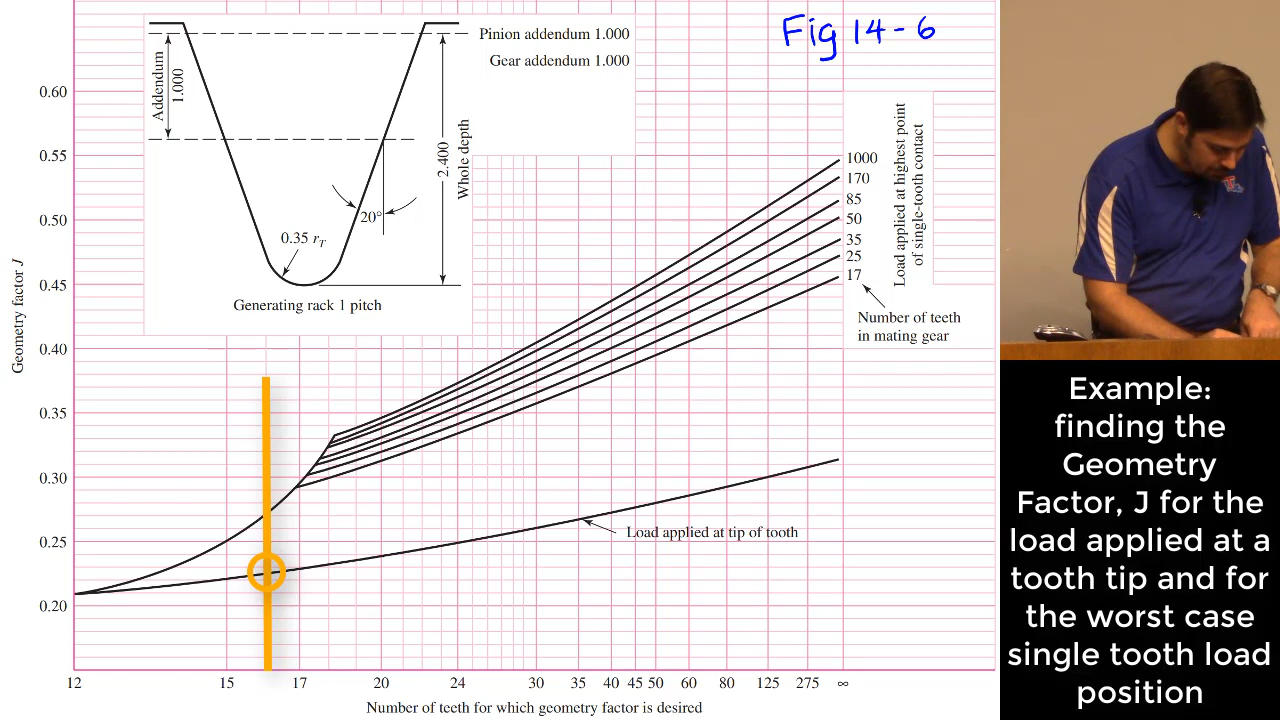 Fig 14-6
Pinion addendum 1.000
Gear addendum 1.000
Addendum
1.000
2.400
Whole depth
20°
0.35 rT
Generating rack 1 pitch
Geometry factor J
0.60
0.55
0.50
0.45
0.40
0.35
0.30
0.25
0.20
1000
170
85
50
35
25
17
Load applied at highest point
of single-tooth contact
Number of teeth
in mating gear
Load applied at tip of tooth
12 15 17 20 24 30 35 40 45 50 60 80 125 275 ∞
Number of teeth for which geometry factor is desired
Example:
finding the
Geometry
Factor, J for the
load applied at a
tooth tip and for
the worst case
single tooth load
position